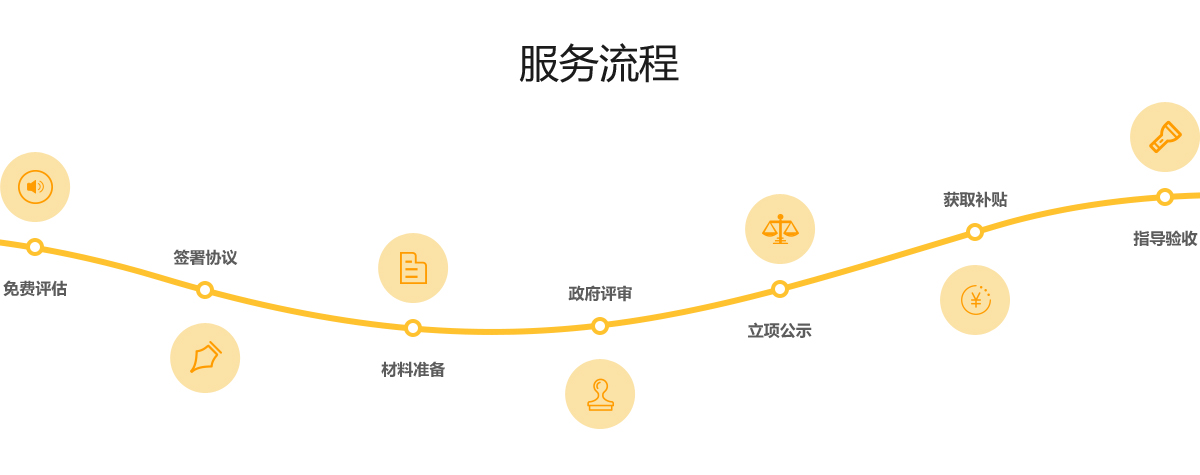 服务流程
免费评估
签署协议
材料准备
政府评审
立项公示
获取补贴
指导验收